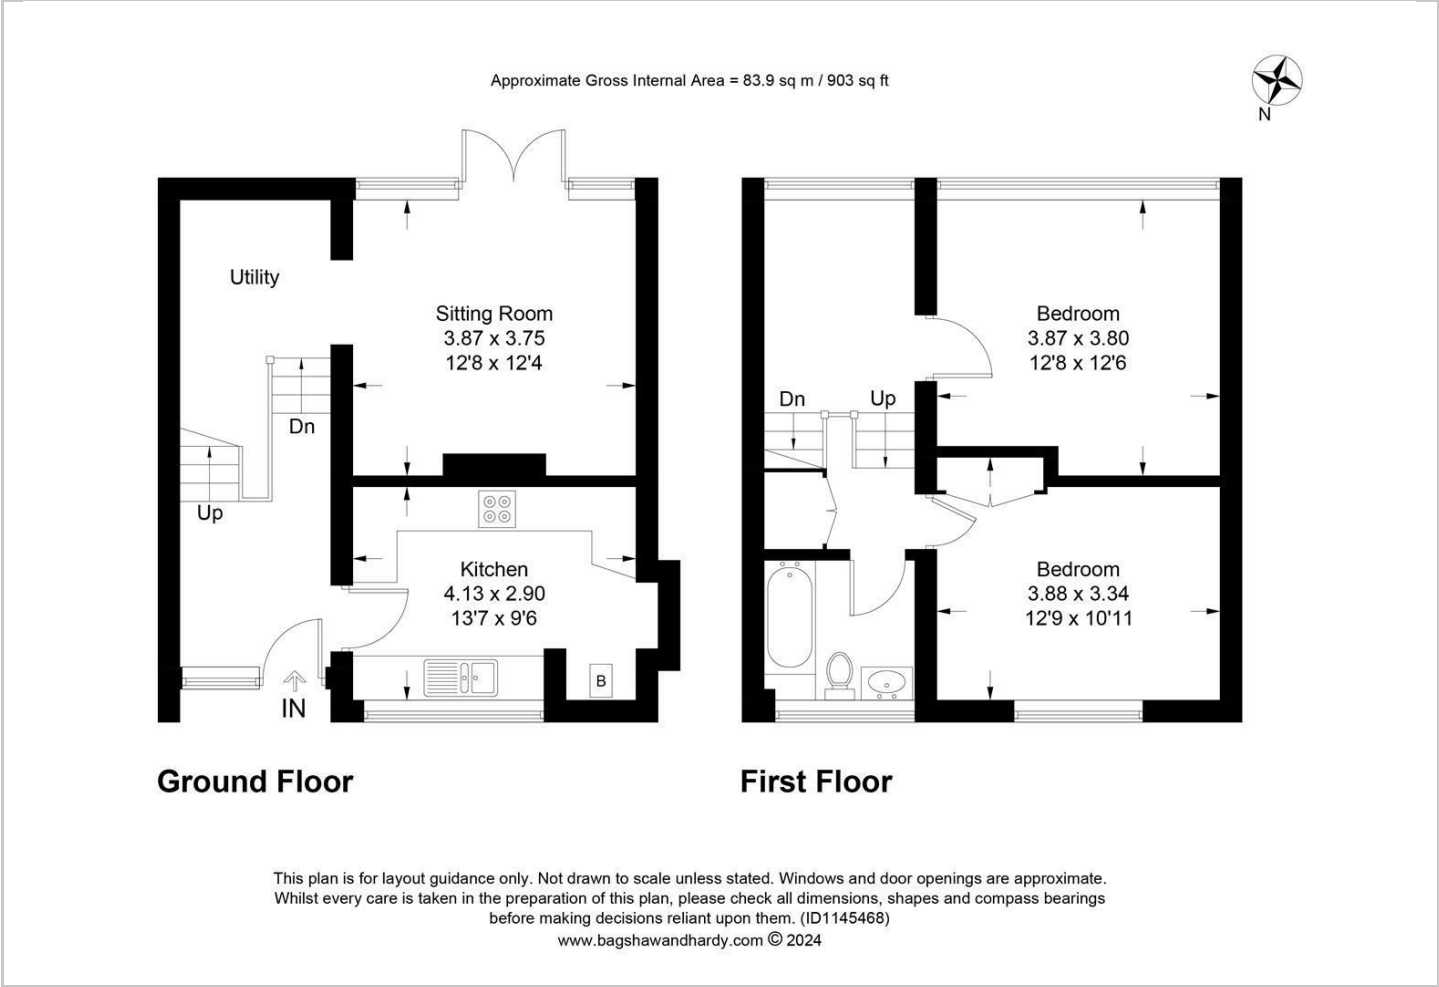 Approximate Gross Internal Area = 83.9 sq m / 903 sq ft
N
Utility
Sitting Room
3.87 x 3.75
12'8 x 12'4
Dn
Up
Kitchen
4.13 x 2.90
13'7 x 9'6
B
IN
Ground Floor
Bedroom
3.87 x 3.80
12'8 x 12'6
Dn
Up
Bedroom
3.88 x 3.34
12'9 x 10'11
First Floor
This plan is for layout guidance only. Not drawn to scale unless stated. Windows and door openings are approximate.
Whilst every care is taken in the preparation of this plan, please check all dimensions, shapes and compass bearings
before making decisions reliant upon them. (ID1145468)
www.bagshawandhardy.com © 2024